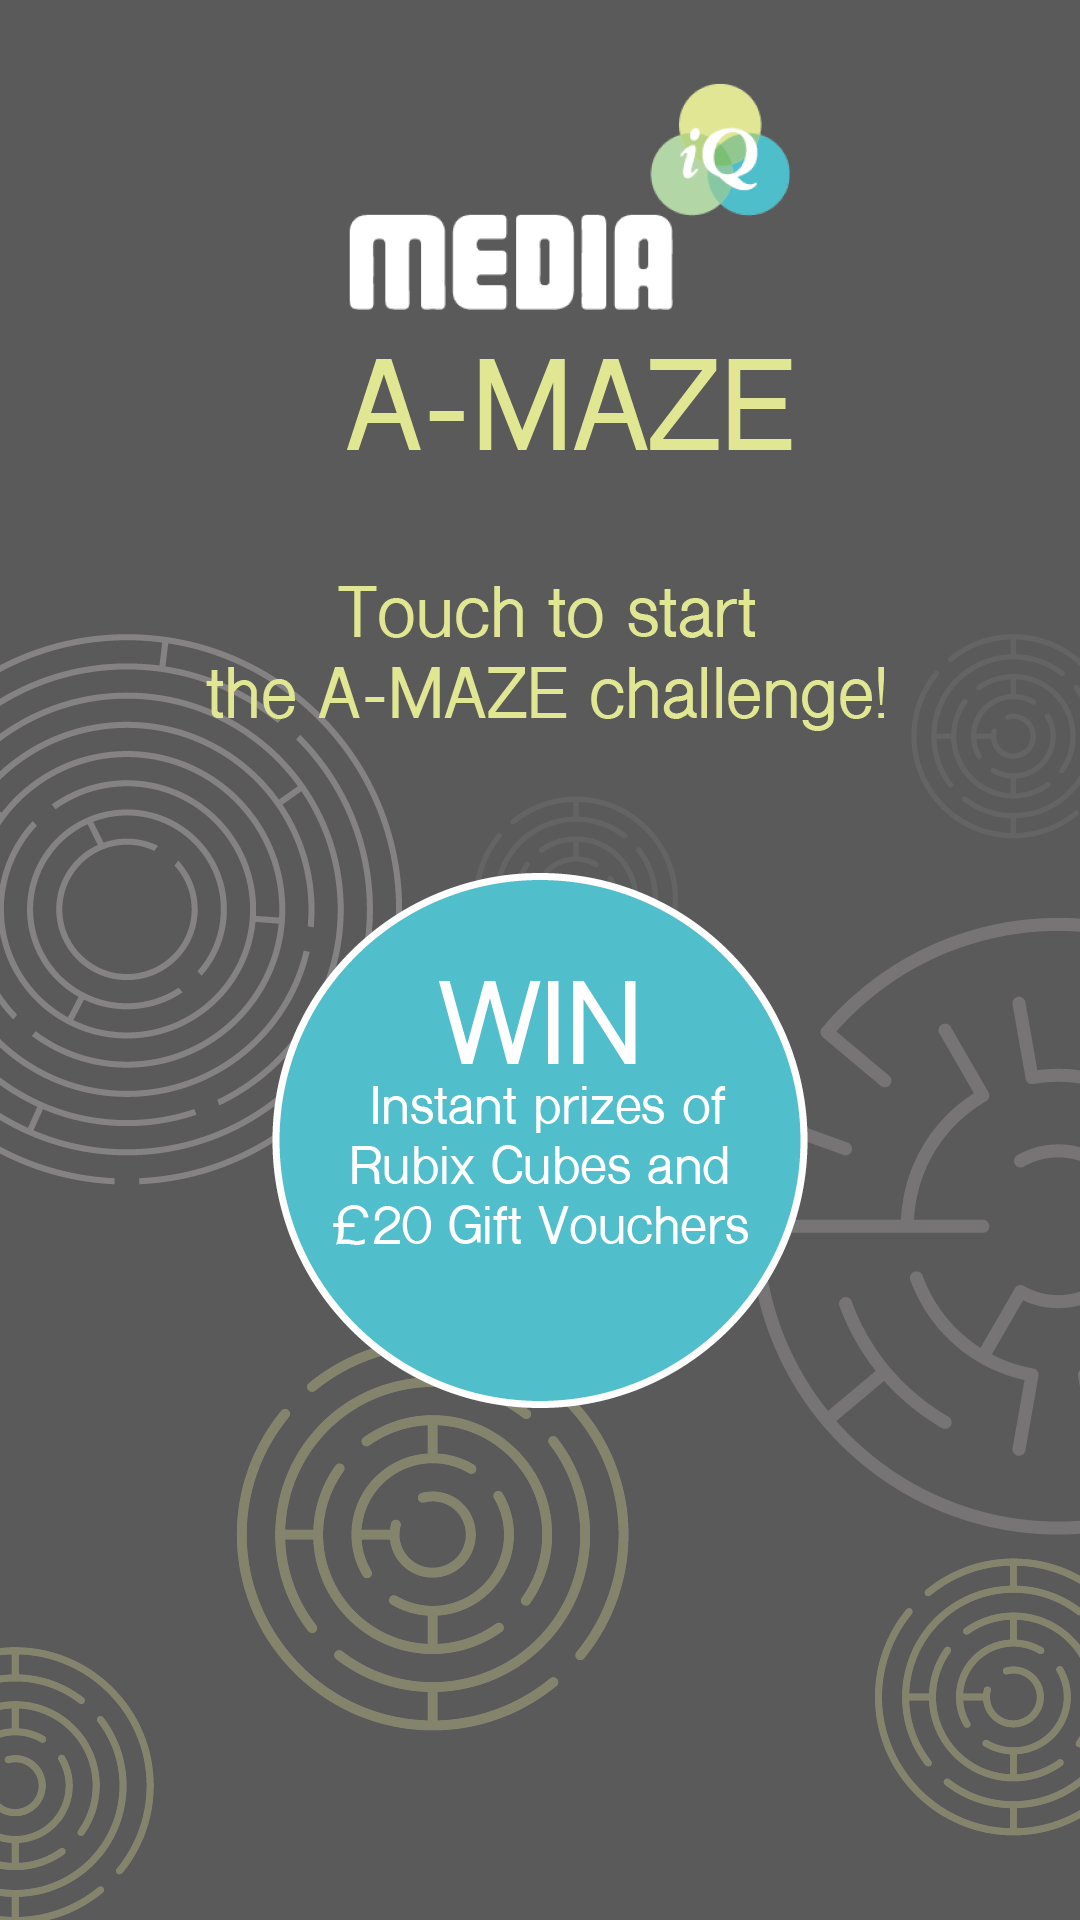 iQ
MEDIA
A-MAZE
Touch to start
the A-MAZE challenge!
WIN
Instant prizes of
Rubix Cubes and
£20 Gift Vouchers